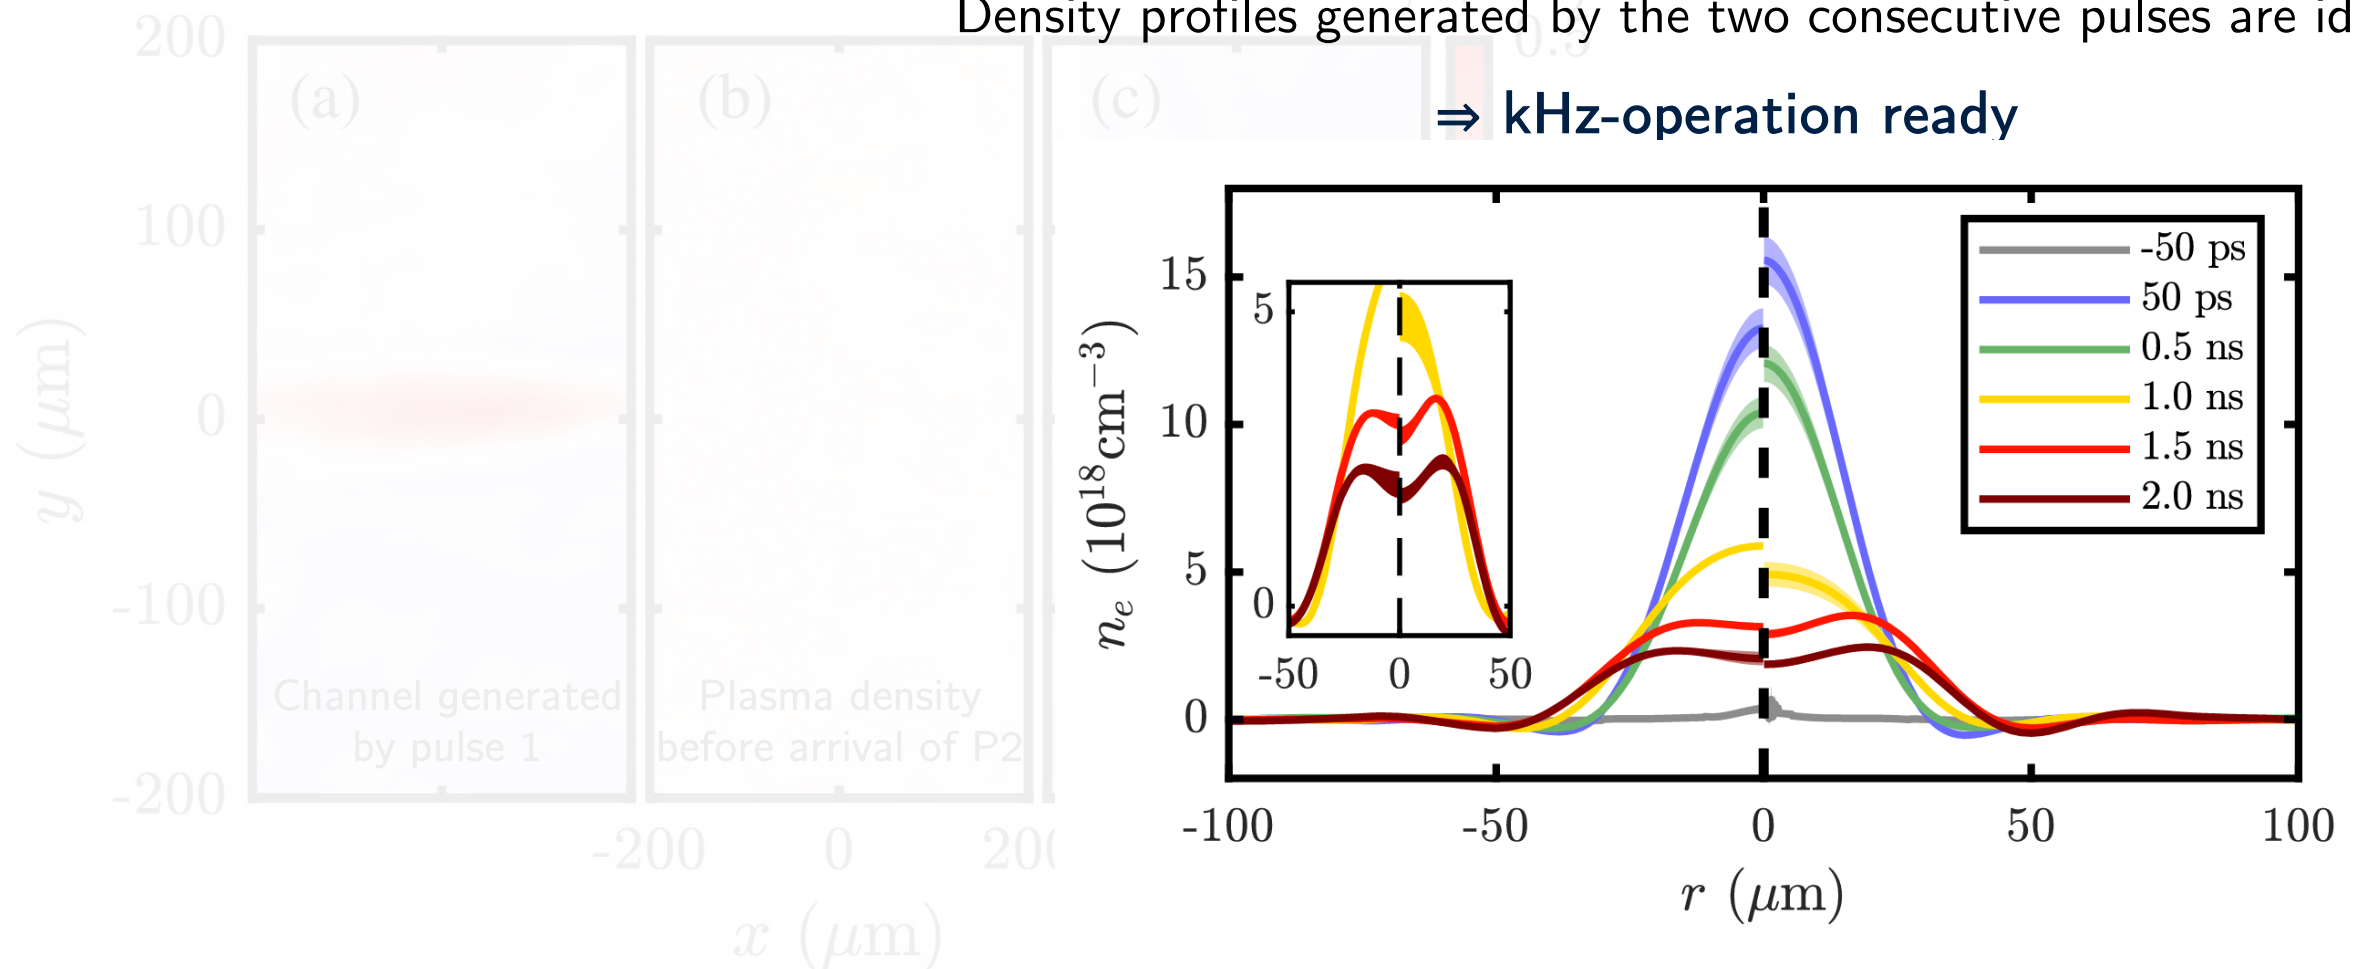 Density profiles generated by the two consecutive pulses are id
⇒ kHz-operation ready
200
100
0
-100
-200
y (μm)
(a)
(b)
(c)
0.5
Channel generated
by pulse 1
Plasma density
before arrival of P2
-200
0
200
x (μm)
15
10
5
0
n_e (10^18 cm^−3)
5
0
-50
0
50
-50 ps
50 ps
0.5 ns
1.0 ns
1.5 ns
2.0 ns
-100
-50
0
50
100
r (μm)